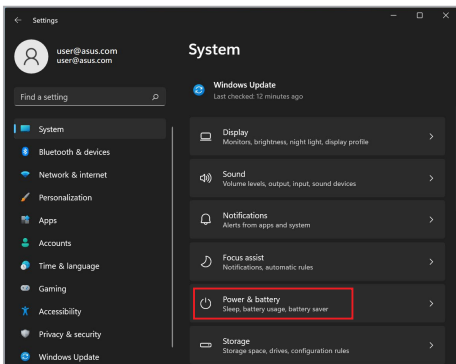 Settings
user@asus.com
user@asus.com
Find a setting
System
Bluetooth & devices
Network & internet
Personalization
Apps
Accounts
Time & language
Gaming
Accessibility
Privacy & security
Windows Update
System
Windows Update
Last checked: 12 minutes ago
Display
Monitors, brightness, night light, display profile
Sound
Volume levels, output, input, sound devices
Notifications
Alerts from apps and system
Focus assist
Notifications, automatic rules
Power & battery
Sleep, battery usage, battery saver
Storage
Storage space, drives, configuration rules